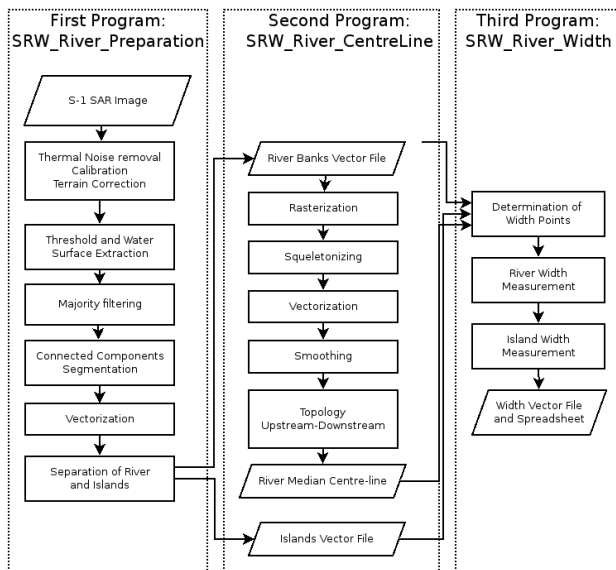 First Program:
SRW_River_Preparation
S-1 SAR Image
Thermal Noise removal
Calibration
Terrain Correction
Threshold and Water
Surface Extraction
Majority filtering
Connected Components
Segmentation
Vectorization
Separation of River
and Islands
Second Program:
SRW_River_CentreLine
River Banks Vector File
Rasterization
Squeletonizing
Vectorization
Smoothing
Topology
Upstream-Downstream
River Median Centre-line
Islands Vector File
Third Program:
SRW_River_Width
Determination of
Width Points
River Width
Measurement
Island Width
Measurement
Width Vector File
and Spreadsheet